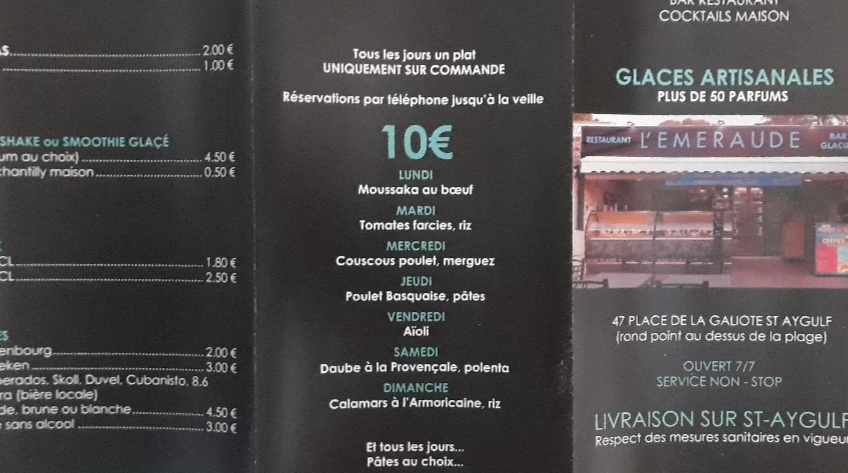 2.00 €
1.00 €
SHAKE ou SMOOTHIE GLAÇÉ
um au choix) 4.50 €
hantilly maison 0.50 €
CL 1.80 €
CL 2.50 €
ES
enbourg 2.00 €
eken 3.00 €
perados, Skoll, Duvel, Cubanisto, 8.6
ra (bière locale)
de, brune ou blanche 4.50 €
sans alcool 3.00 €
Tous les jours un plat
UNIQUEMENT SUR COMMANDE
Réservations par téléphone jusqu'à la veille
10€
LUNDI
Moussaka au bœuf
MARDI
Tomates farcies, riz
MERCREDI
Couscous poulet, merguez
JEUDI
Poulet Basquaise, pâtes
VENDREDI
Aïoli
SAMEDI
Daube à la Provençale, polenta
DIMANCHE
Calamars à l'Armoricaine, riz
Et tous les jours...
Pâtes au choix...
BAR RESTAURANT
COCKTAILS MAISON
GLACES ARTISANALES
PLUS DE 50 PARFUMS
RESTAURANT L'EMERAUDE BAR
GLACI
47 PLACE DE LA GALIOTE ST AYGULF
(rond point au dessus de la plage)
OUVERT 7/7
SERVICE NON - STOP
LIVRAISON SUR ST-AYGULF
Respect des mesures sanitaires en vigueu